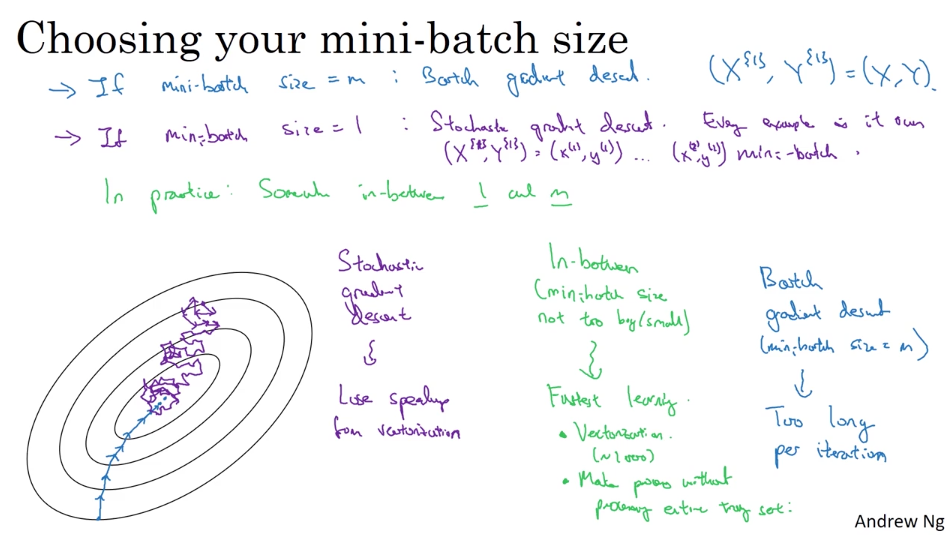 Choosing your mini-batch size
→ If mini-batch size = m : Batch gradient descent. (X^{1}, Y^{1}) = (X, Y).
→ If mini-batch size = 1 : Stochastic gradient descent. Every example is it own
(X^{1}, Y^{1}) = (x^(1), y^(1)) ... (x^(2), y^(2)) mini-batch.
In practice: Somewhere in-between 1 and m
Stochastic
gradient
descent
Lose speedup
from vectorization
In-between
(mini-batch size
not too big/small)
Fastest learning.
• Vectorization.
(~1000)
• Make progress without
processing entire training set.
Batch
gradient descent
(mini-batch size = m)
Too long
per iteration
Andrew Ng